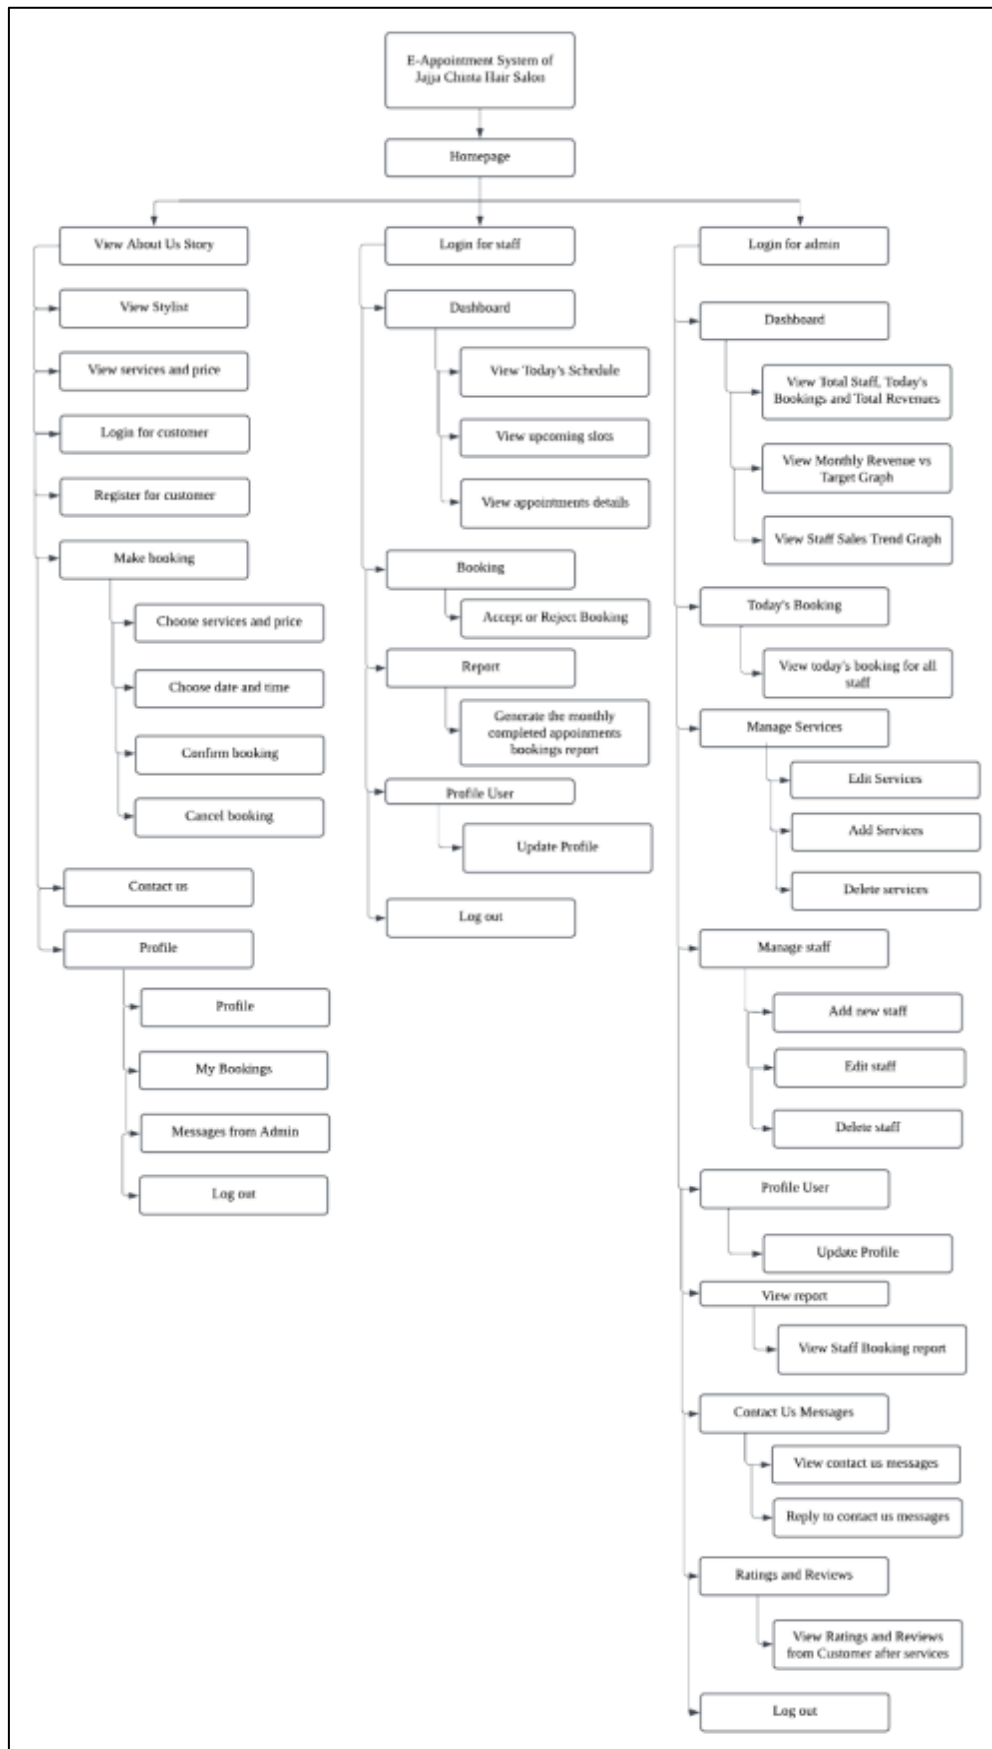 E-Appointment System of
Jajja Chinta Hair Salon
Homepage
View About Us Story
View Stylist
View services and price
Login for customer
Register for customer
Make booking
Choose services and price
Choose date and time
Confirm booking
Cancel booking
Contact us
Profile
Profile
My Bookings
Messages from Admin
Log out
Login for staff
Dashboard
View Today's Schedule
View upcoming slots
View appointments details
Booking
Accept or Reject Booking
Report
Generate the monthly
completed appoinments
bookings report
Profile User
Update Profile
Log out
Login for admin
Dashboard
View Total Staff, Today's
Bookings and Total Revenues
View Monthly Revenue vs
Target Graph
View Staff Sales Trend Graph
Today's Booking
View today's booking for all
staff
Manage Services
Edit Services
Add Services
Delete services
Manage staff
Add new staff
Edit staff
Delete staff
Profile User
Update Profile
View report
View Staff Booking report
Contact Us Messages
View contact us messages
Reply to contact us messages
Ratings and Reviews
View Ratings and Reviews
from Customer after services
Log out